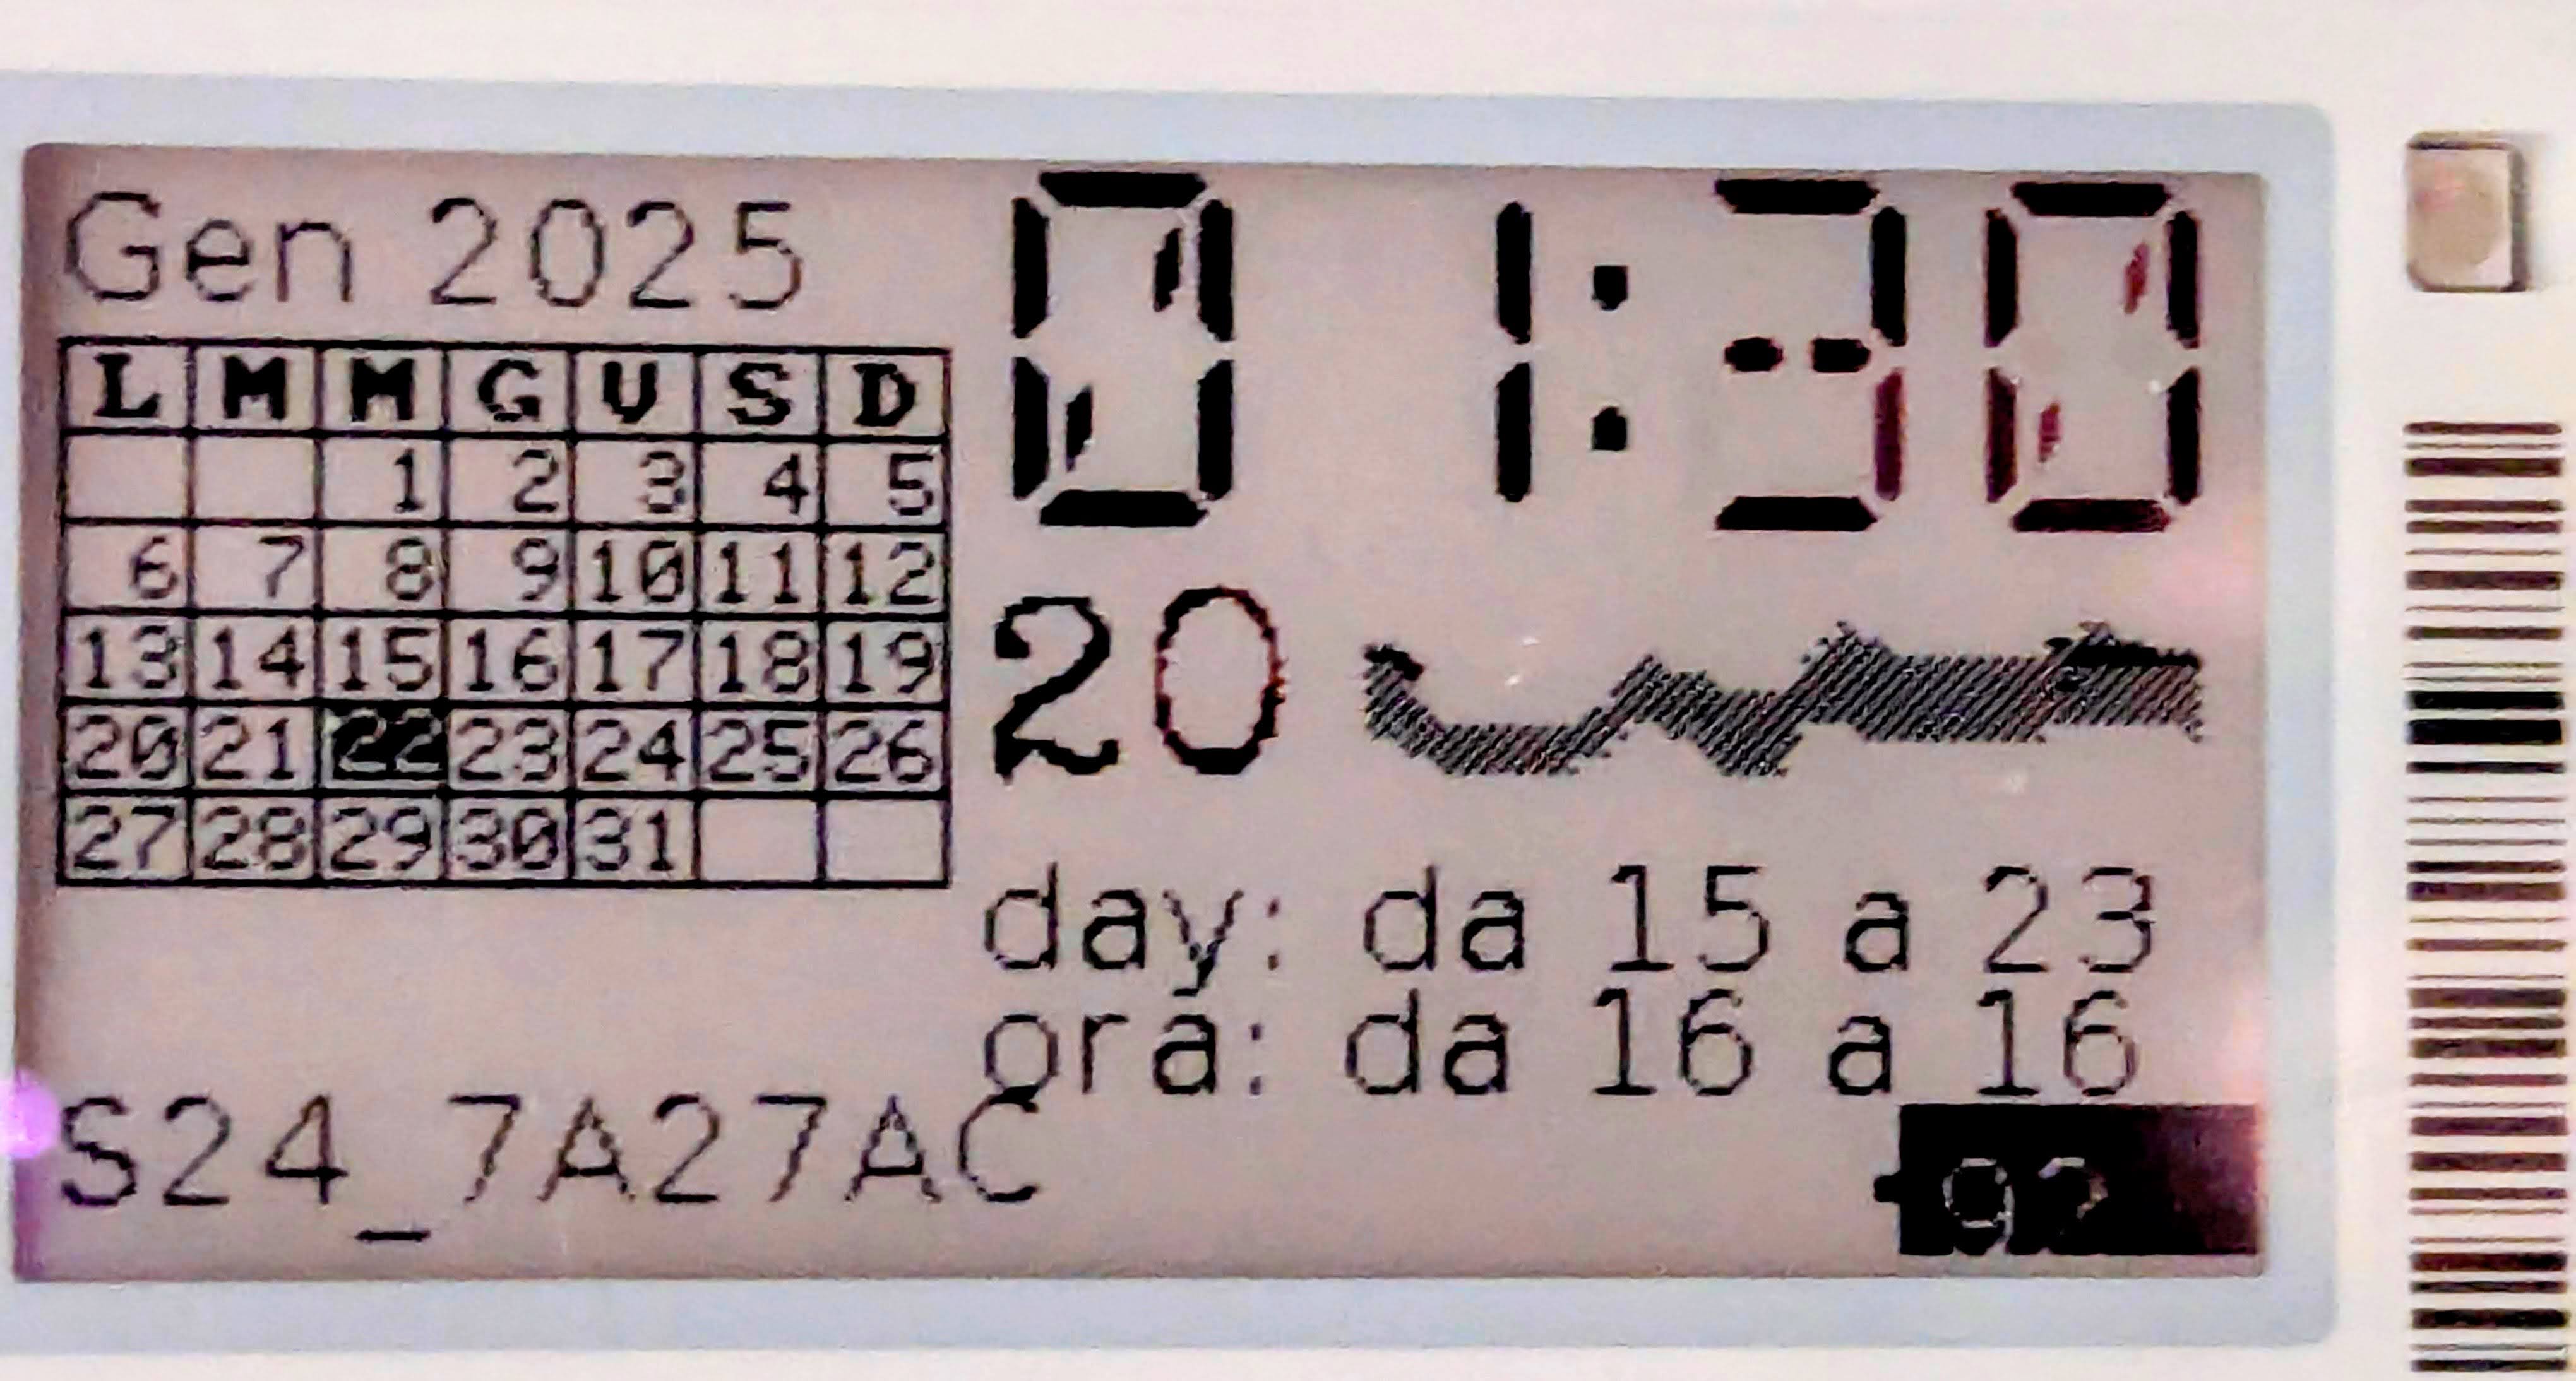 Gen 2025
01:30
L M M G V S D
1 2 3 4 5
6 7 8 9 10 11 12
13 14 15 16 17 18 19
20 21 22 23 24 25 26
27 28 29 30 31
20
day: da 15 a 23
ora: da 16 a 16
S24_7A27AC
92